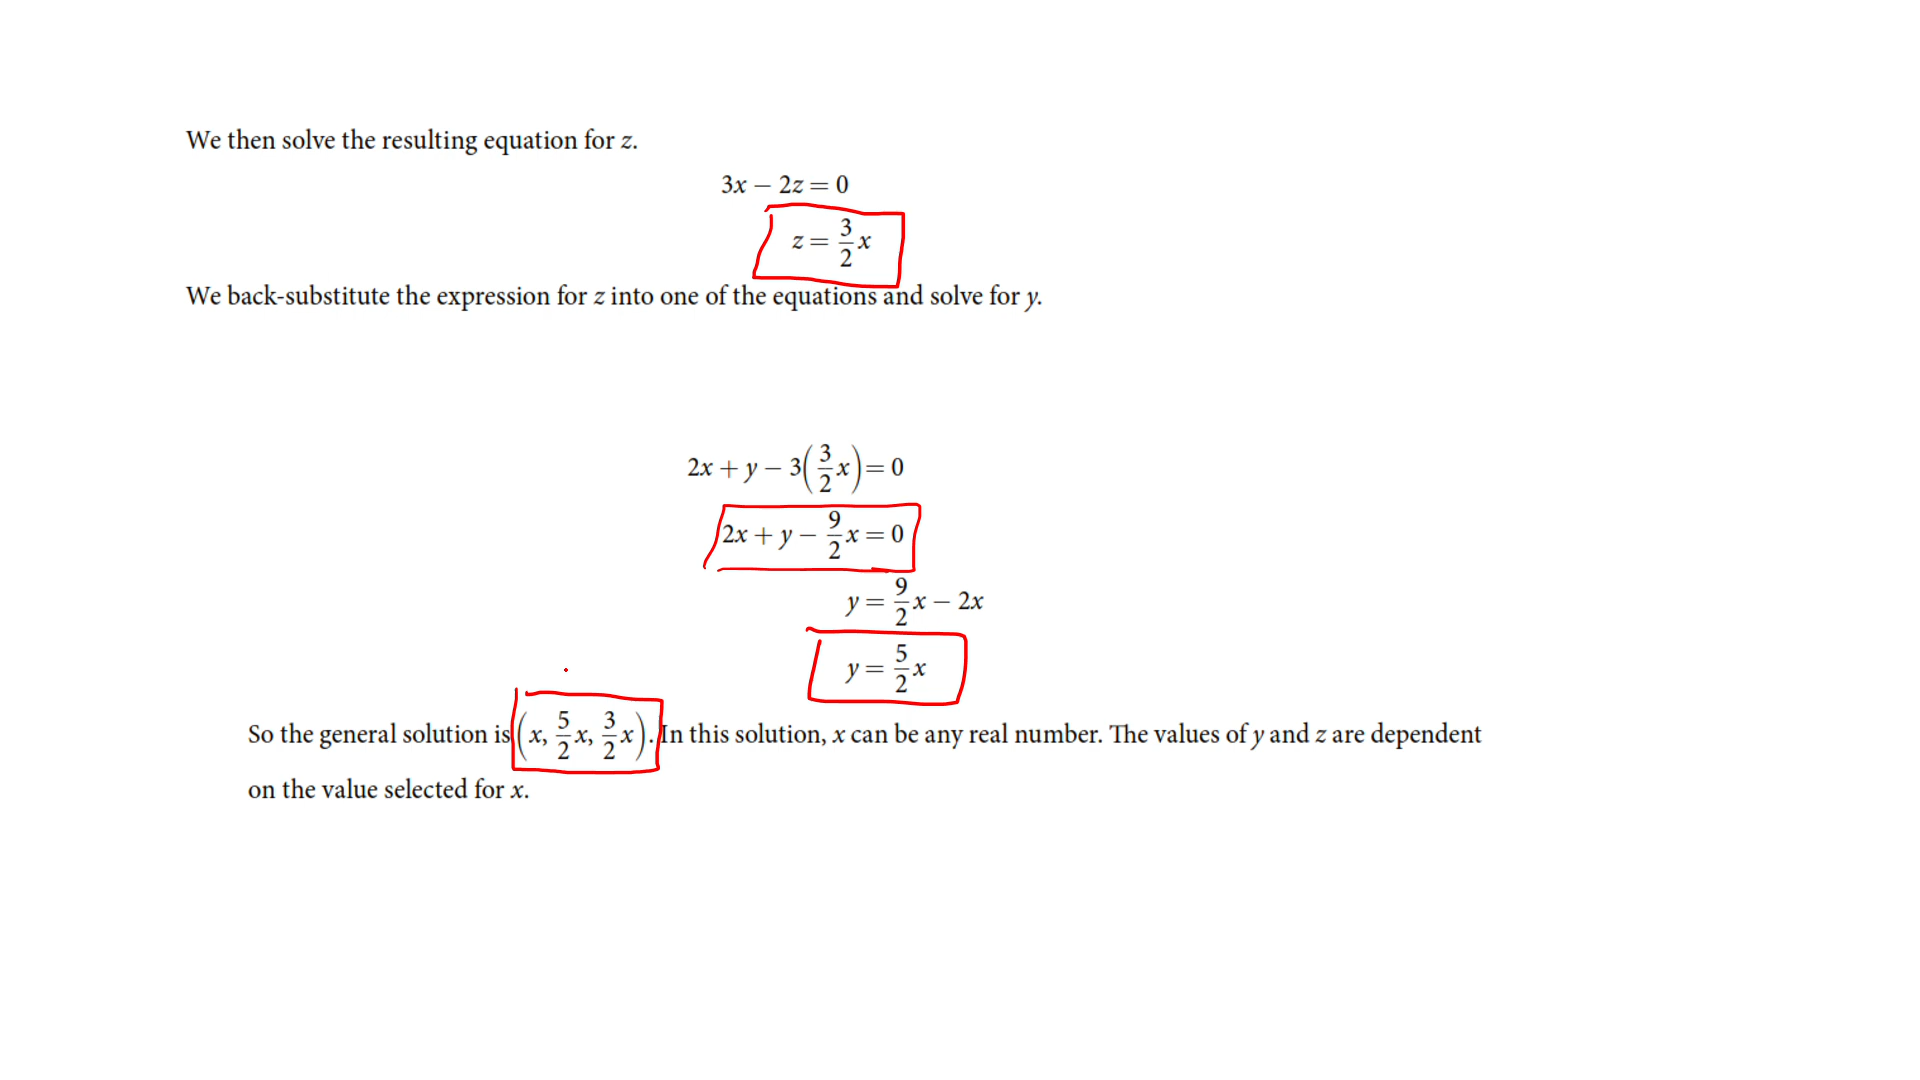 We then solve the resulting equation for z.
3x − 2z = 0
z = 3/2 x
We back-substitute the expression for z into one of the equations and solve for y.
2x + y − 3(3/2 x) = 0
2x + y − 9/2 x = 0
y = 9/2 x − 2x
y = 5/2 x
So the general solution is (x, 5/2 x, 3/2 x). In this solution, x can be any real number. The values of y and z are dependent
on the value selected for x.